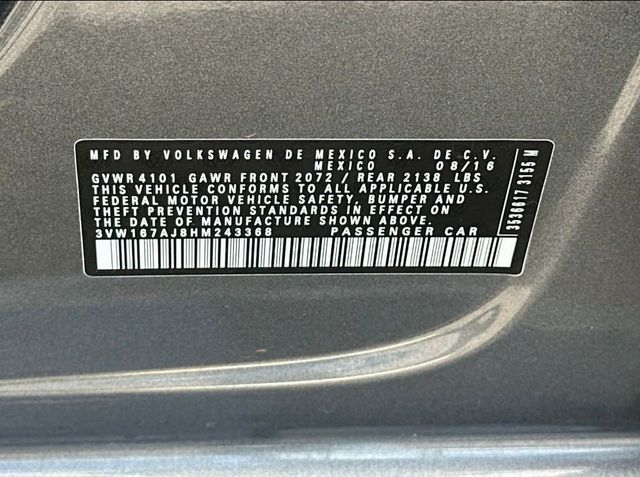 MFD BY VOLKSWAGEN DE MEXICO S.A. DE C.V.
MEXICO 08/16
GVWR 4101 GAWR FRONT 2072 / REAR 2138 LBS
THIS VEHICLE CONFORMS TO ALL APPLICABLE U.S.
FEDERAL MOTOR VEHICLE SAFETY, BUMPER AND
THEFT PREVENTION STANDARDS IN EFFECT ON
THE DATE OF MANUFACTURE SHOWN ABOVE.
3VW167AJ8HM243368 PASSENGER CAR
3536617 3155 M